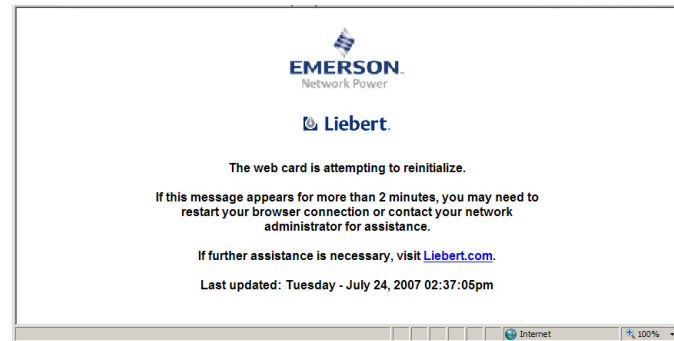 EMERSON
Network Power
Liebert.
The web card is attempting to reinitialize.
If this message appears for more than 2 minutes, you may need to
restart your browser connection or contact your network
administrator for assistance.
If further assistance is necessary, visit Liebert.com.
Last updated: Tuesday - July 24, 2007 02:37:05pm
Internet
100%